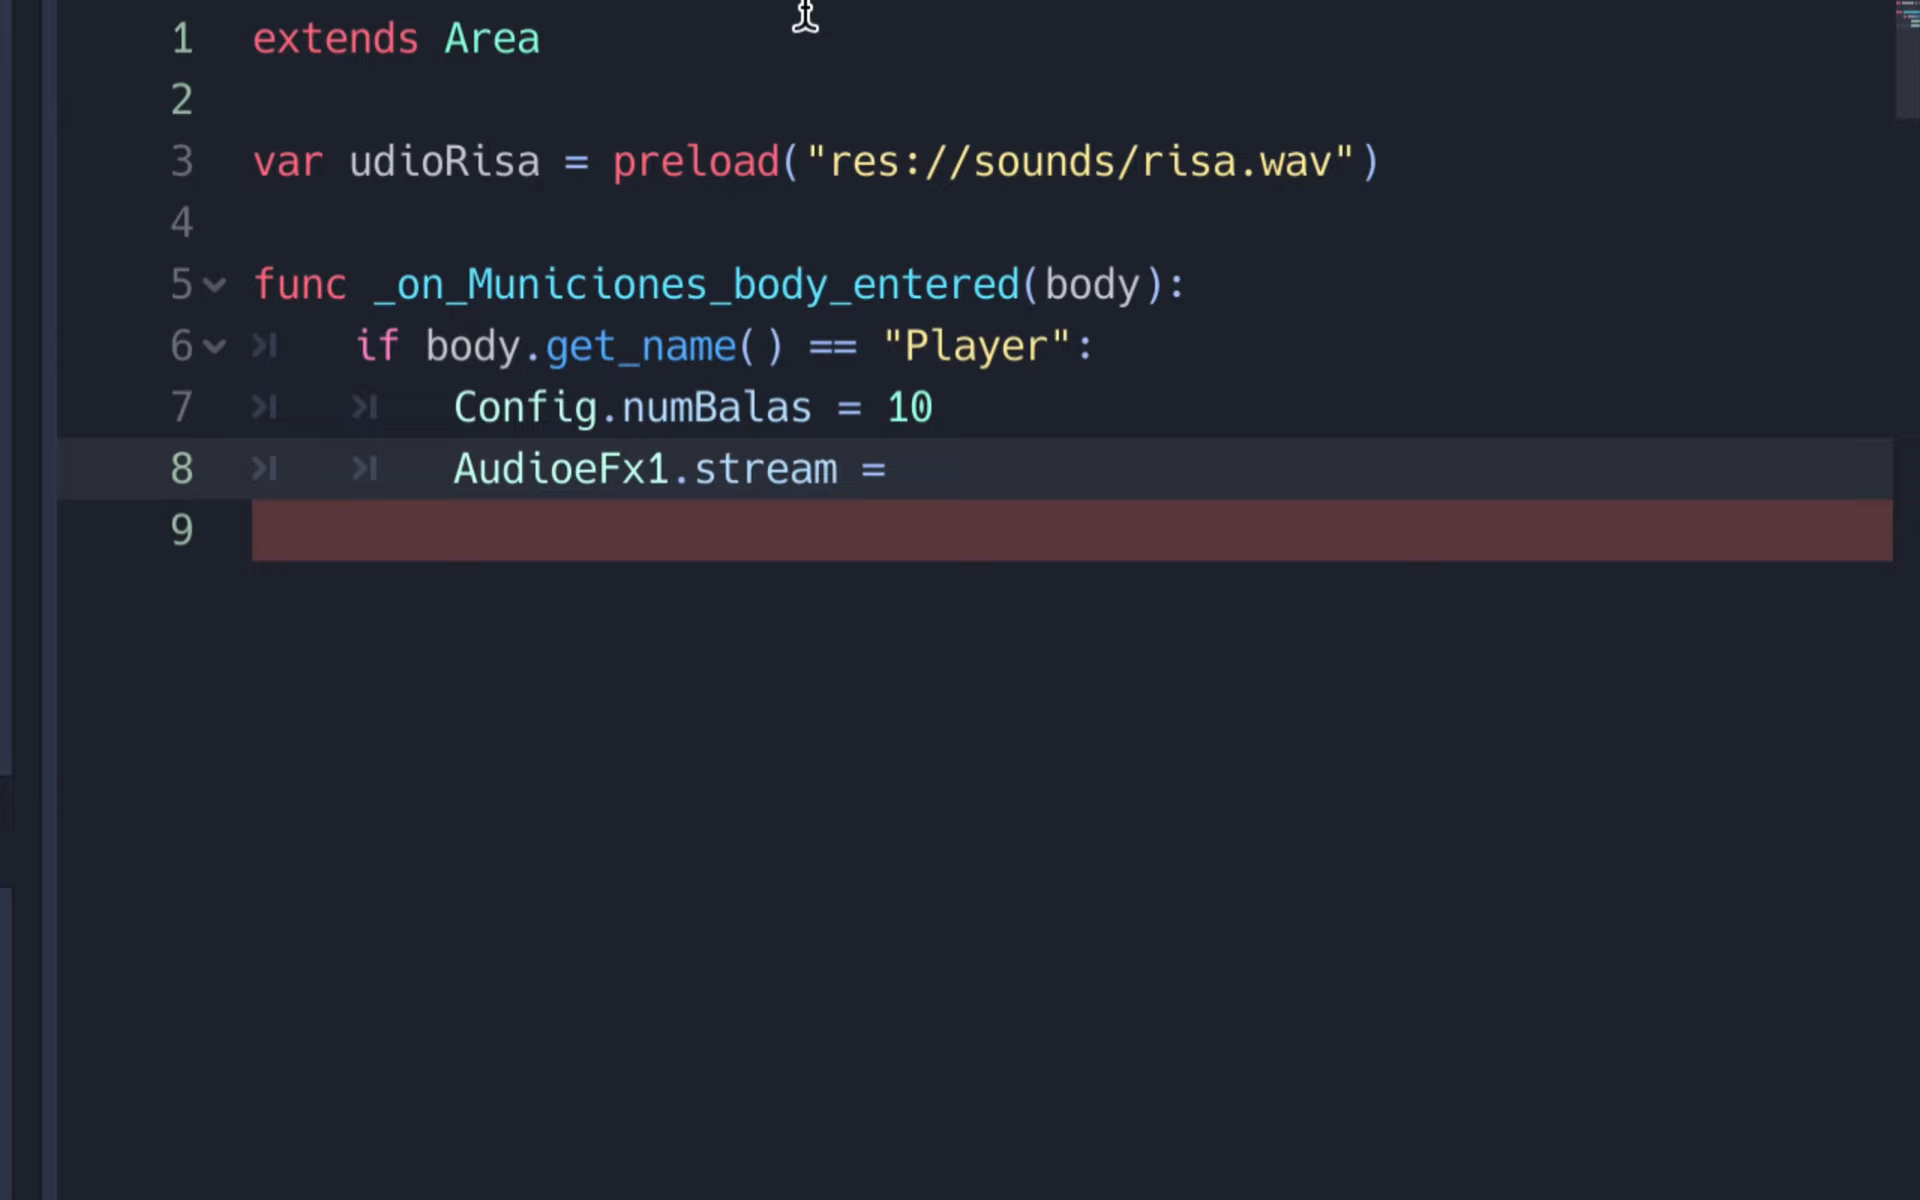 1 extends Area
2
3 var udioRisa = preload("res://sounds/risa.wav")
4
5 func _on_Municiones_body_entered(body):
6 if body.get_name() == "Player":
7 Config.numBalas = 10
8 AudioeFx1.stream =
9